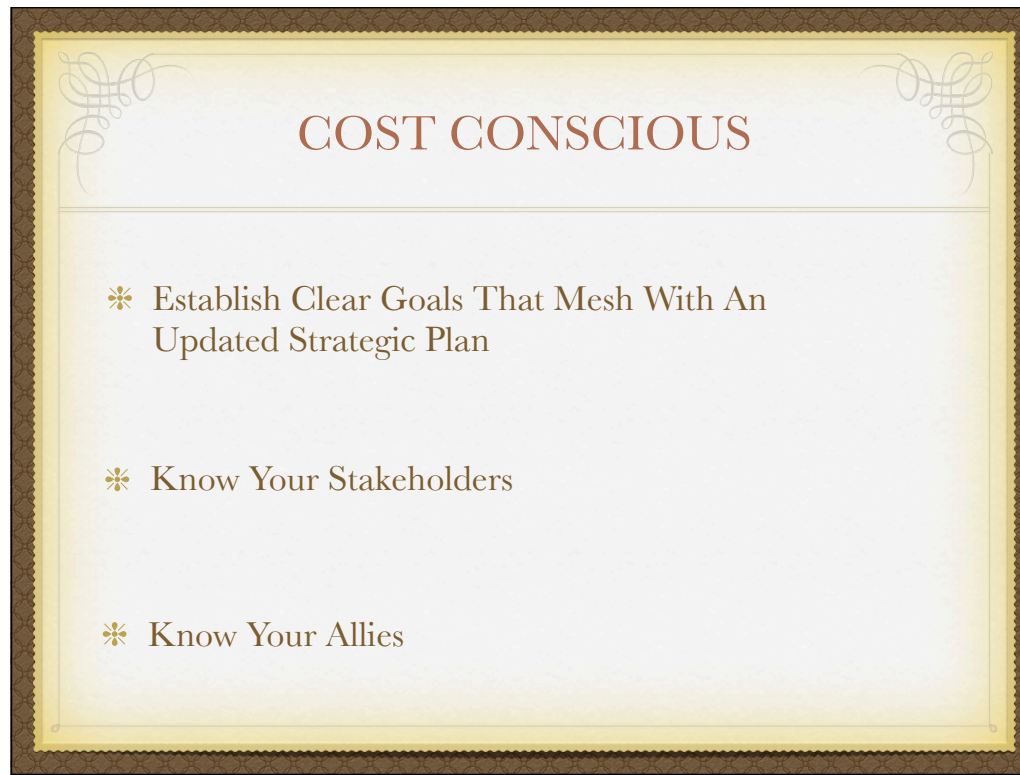 COST CONSCIOUS
Establish Clear Goals That Mesh With An
Updated Strategic Plan
Know Your Stakeholders
Know Your Allies